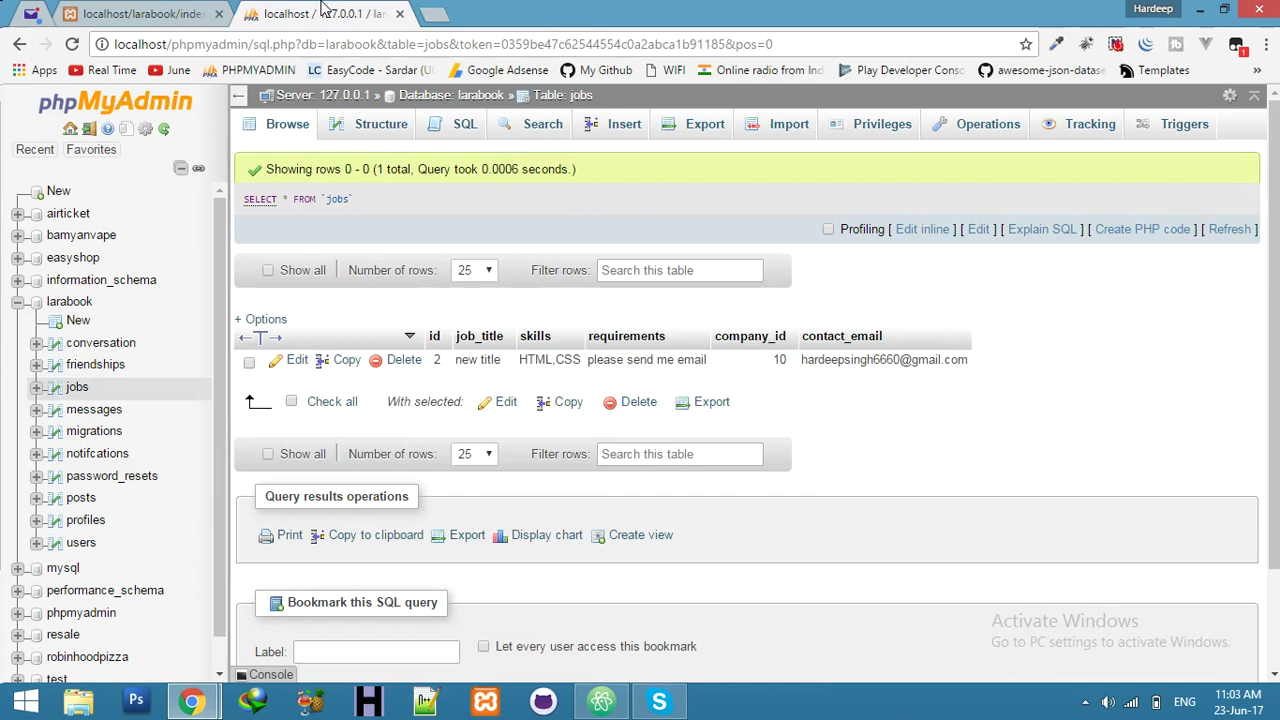 localhost/larabook/index
localhost / 127.0.0.1 / lara
Hardeep
localhost/phpmyadmin/sql.php?db=larabook&table=jobs&token=0359be47c62544554c0a2abca1b91185&pos=0
Apps
Real Time
June
PHPMYADMIN
LC
EasyCode - Sardar (UC
Google Adsense
My Github
WIFI
Inline radio from Ind
Play Developer Conso
awesome-json-datase
Templates
»
phpMyAdmin
Recent
Favorites
New
airticket
bamyanvape
easyshop
information_schema
larabook
New
conversation
friendships
jobs
messages
migrations
notifcations
password_resets
posts
profiles
users
mysql
performance_schema
phpmyadmin
resale
robinhoodpizza
test
Server: 127.0.0.1 » Database: larabook » Table: jobs
Browse
Structure
SQL
Search
Insert
Export
Import
Privileges
Operations
Tracking
Triggers
Showing rows 0 - 0 (1 total, Query took 0.0006 seconds.)
SELECT * FROM `jobs`
Profiling [ Edit inline ] [ Edit ] [ Explain SQL ] [ Create PHP code ] [ Refresh ]
Show all
Number of rows:
25
Filter rows:
Search this table
+ Options
id job_title skills requirements company_id contact_email
Edit Copy Delete 2 new title HTML,CSS please send me email 10 hardeepsingh6660@gmail.com
Check all With selected: Edit Copy Delete Export
Show all
Number of rows:
25
Filter rows:
Search this table
Query results operations
Print Copy to clipboard Export Display chart Create view
Bookmark this SQL query
Label:
Let every user access this bookmark
Console
Activate Windows
Go to PC settings to activate Windows.
Ps
H
S
ENG
11:03 AM
23-Jun-17